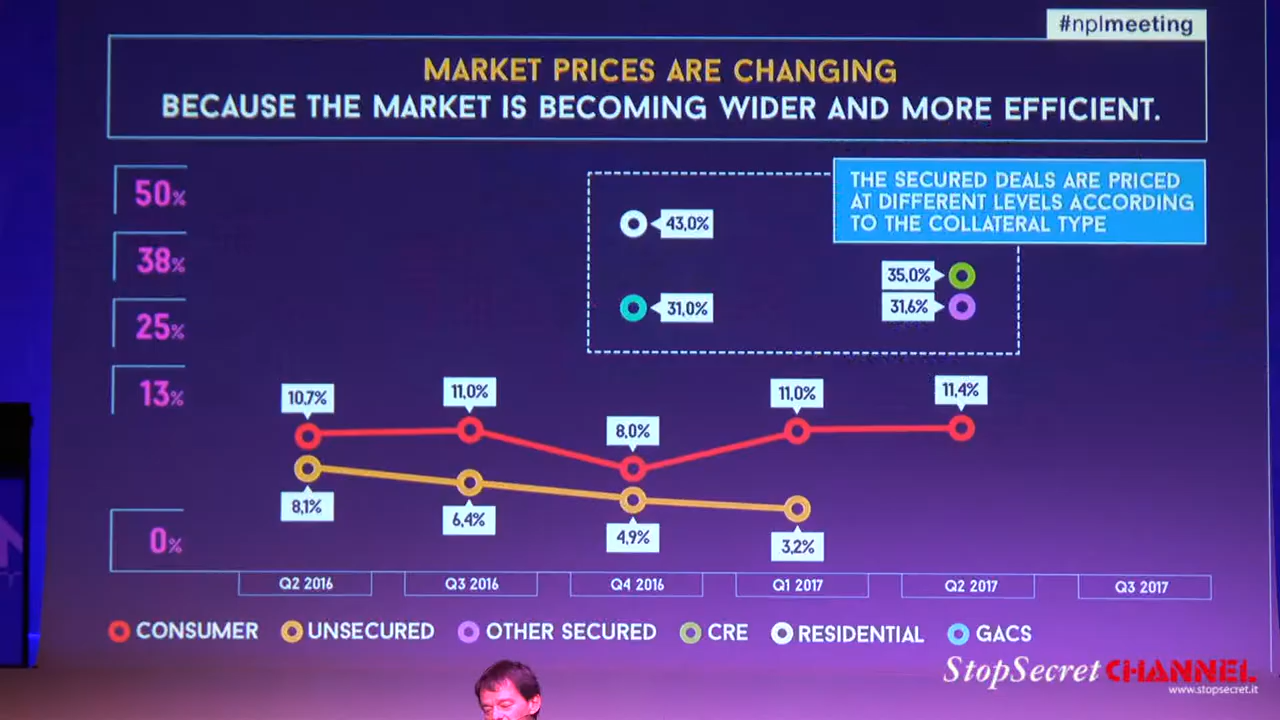 #nplmeeting
MARKET PRICES ARE CHANGING
BECAUSE THE MARKET IS BECOMING WIDER AND MORE EFFICIENT.
THE SECURED DEALS ARE PRICED
AT DIFFERENT LEVELS ACCORDING
TO THE COLLATERAL TYPE
50%
38%
25%
13%
0%
43,0%
31,0%
35,0%
31,6%
10,7%
11,0%
8,0%
11,0%
11,4%
8,1%
6,4%
4,9%
3,2%
Q2 2016
Q3 2016
Q4 2016
Q1 2017
Q2 2017
Q3 2017
CONSUMER
UNSECURED
OTHER SECURED
CRE
RESIDENTIAL
GACS
StopSecret CHANNEL
www.stopsecret.it